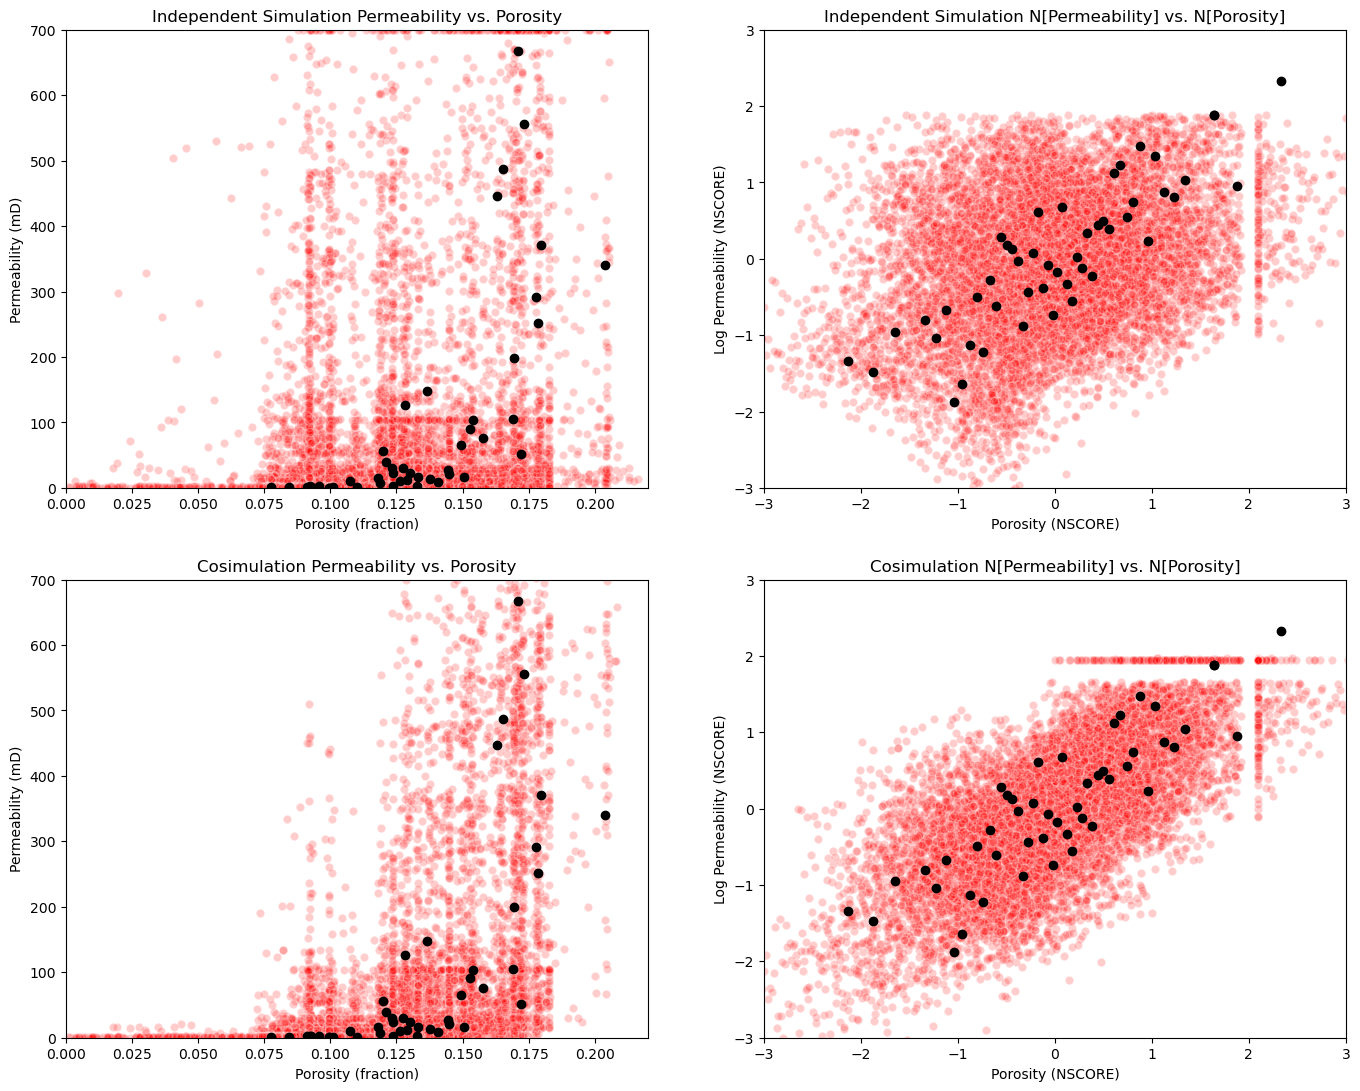 Independent Simulation Permeability vs. Porosity
700
600
500
400
300
200
100
0
Permeability (mD)
0.000 0.025 0.050 0.075 0.100 0.125 0.150 0.175 0.200
Porosity (fraction)
Independent Simulation N[Permeability] vs. N[Porosity]
3
2
1
0
−1
−2
−3
Log Permeability (NSCORE)
−3 −2 −1 0 1 2 3
Porosity (NSCORE)
Cosimulation Permeability vs. Porosity
700
600
500
400
300
200
100
0
Permeability (mD)
0.000 0.025 0.050 0.075 0.100 0.125 0.150 0.175 0.200
Porosity (fraction)
Cosimulation N[Permeability] vs. N[Porosity]
3
2
1
0
−1
−2
−3
Log Permeability (NSCORE)
−3 −2 −1 0 1 2 3
Porosity (NSCORE)